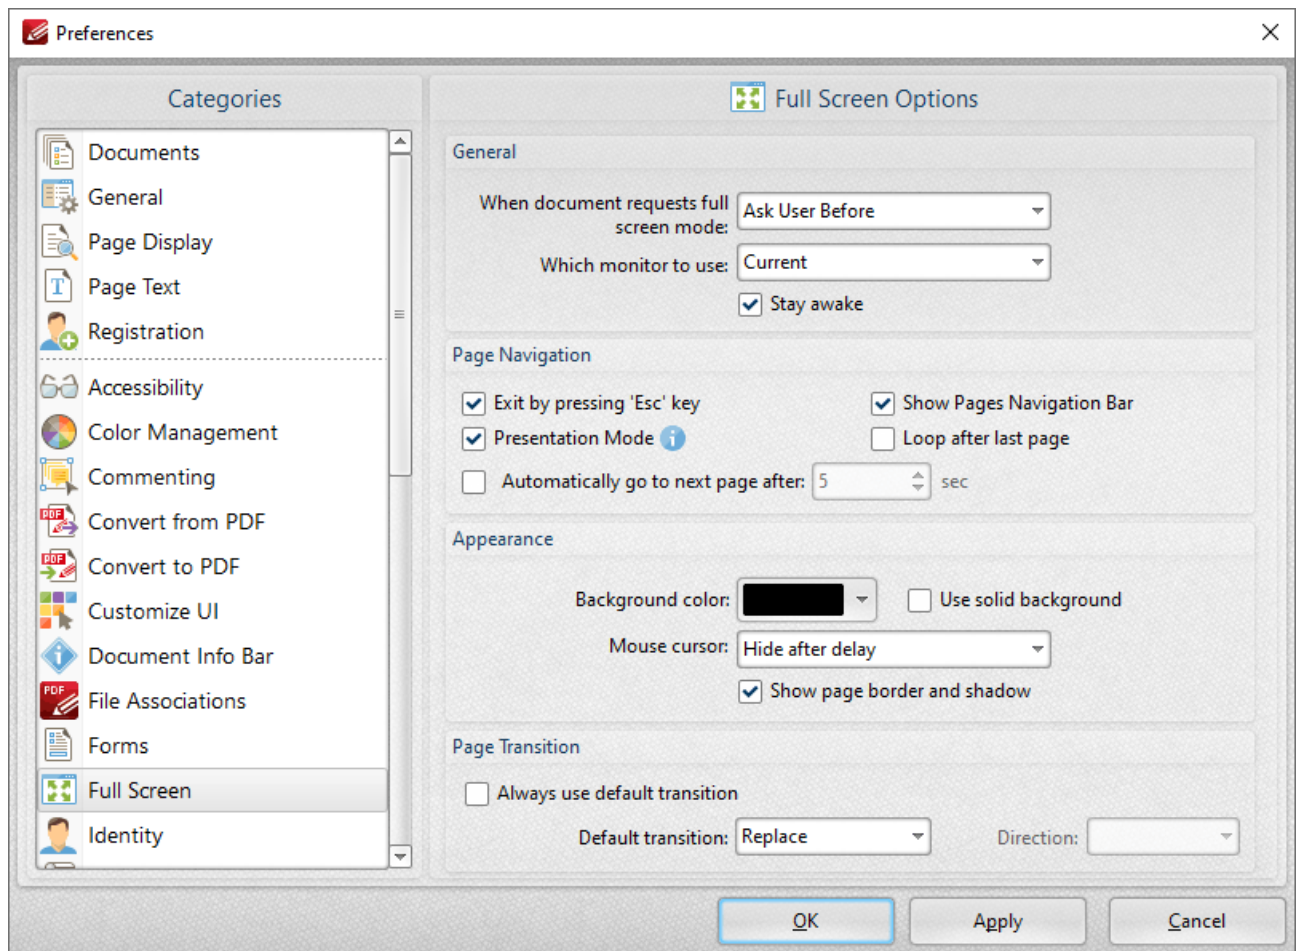 Preferences
Categories
Documents
General
Page Display
Page Text
Registration
Accessibility
Color Management
Commenting
Convert from PDF
Convert to PDF
Customize UI
Document Info Bar
File Associations
Forms
Full Screen
Identity
Full Screen Options
General
When document requests full
screen mode: Ask User Before
Which monitor to use: Current
Stay awake
Page Navigation
Exit by pressing 'Esc' key Show Pages Navigation Bar
Presentation Mode Loop after last page
Automatically go to next page after: 5 sec
Appearance
Background color: Use solid background
Mouse cursor: Hide after delay
Show page border and shadow
Page Transition
Always use default transition
Default transition: Replace Direction:
OK Apply Cancel